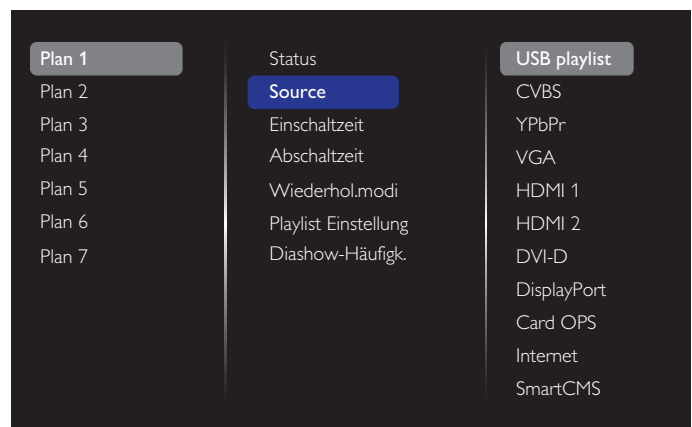 Plan 1
Plan 2
Plan 3
Plan 4
Plan 5
Plan 6
Plan 7
Status
Source
Einschaltzeit
Abschaltzeit
Wiederhol.modi
Playlist Einstellung
Diashow-Häufigk.
USB playlist
CVBS
YPbPr
VGA
HDMI 1
HDMI 2
DVI-D
DisplayPort
Card OPS
Internet
SmartCMS